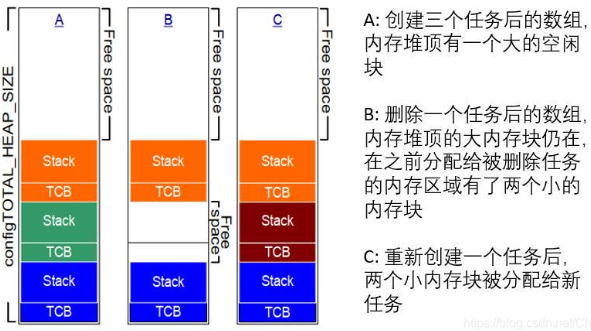 configTOTAL_HEAP_SIZE
A
B
C
Free space
Free space
Free space
Stack
TCB
Stack
TCB
Stack
TCB
Stack
TCB
Free space
Stack
TCB
Stack
TCB
Stack
TCB
Stack
TCB
A: 创建三个任务后的数组,
内存堆顶有一个大的空闲
块
B: 删除一个任务后的数组,
内存堆顶的大内存块仍在,
在之前分配给被删除任务
的内存区域有了两个小的
内存块
C: 重新创建一个任务后,
两个小内存块被分配给新
任务
https://blog.csdn.net/Ch